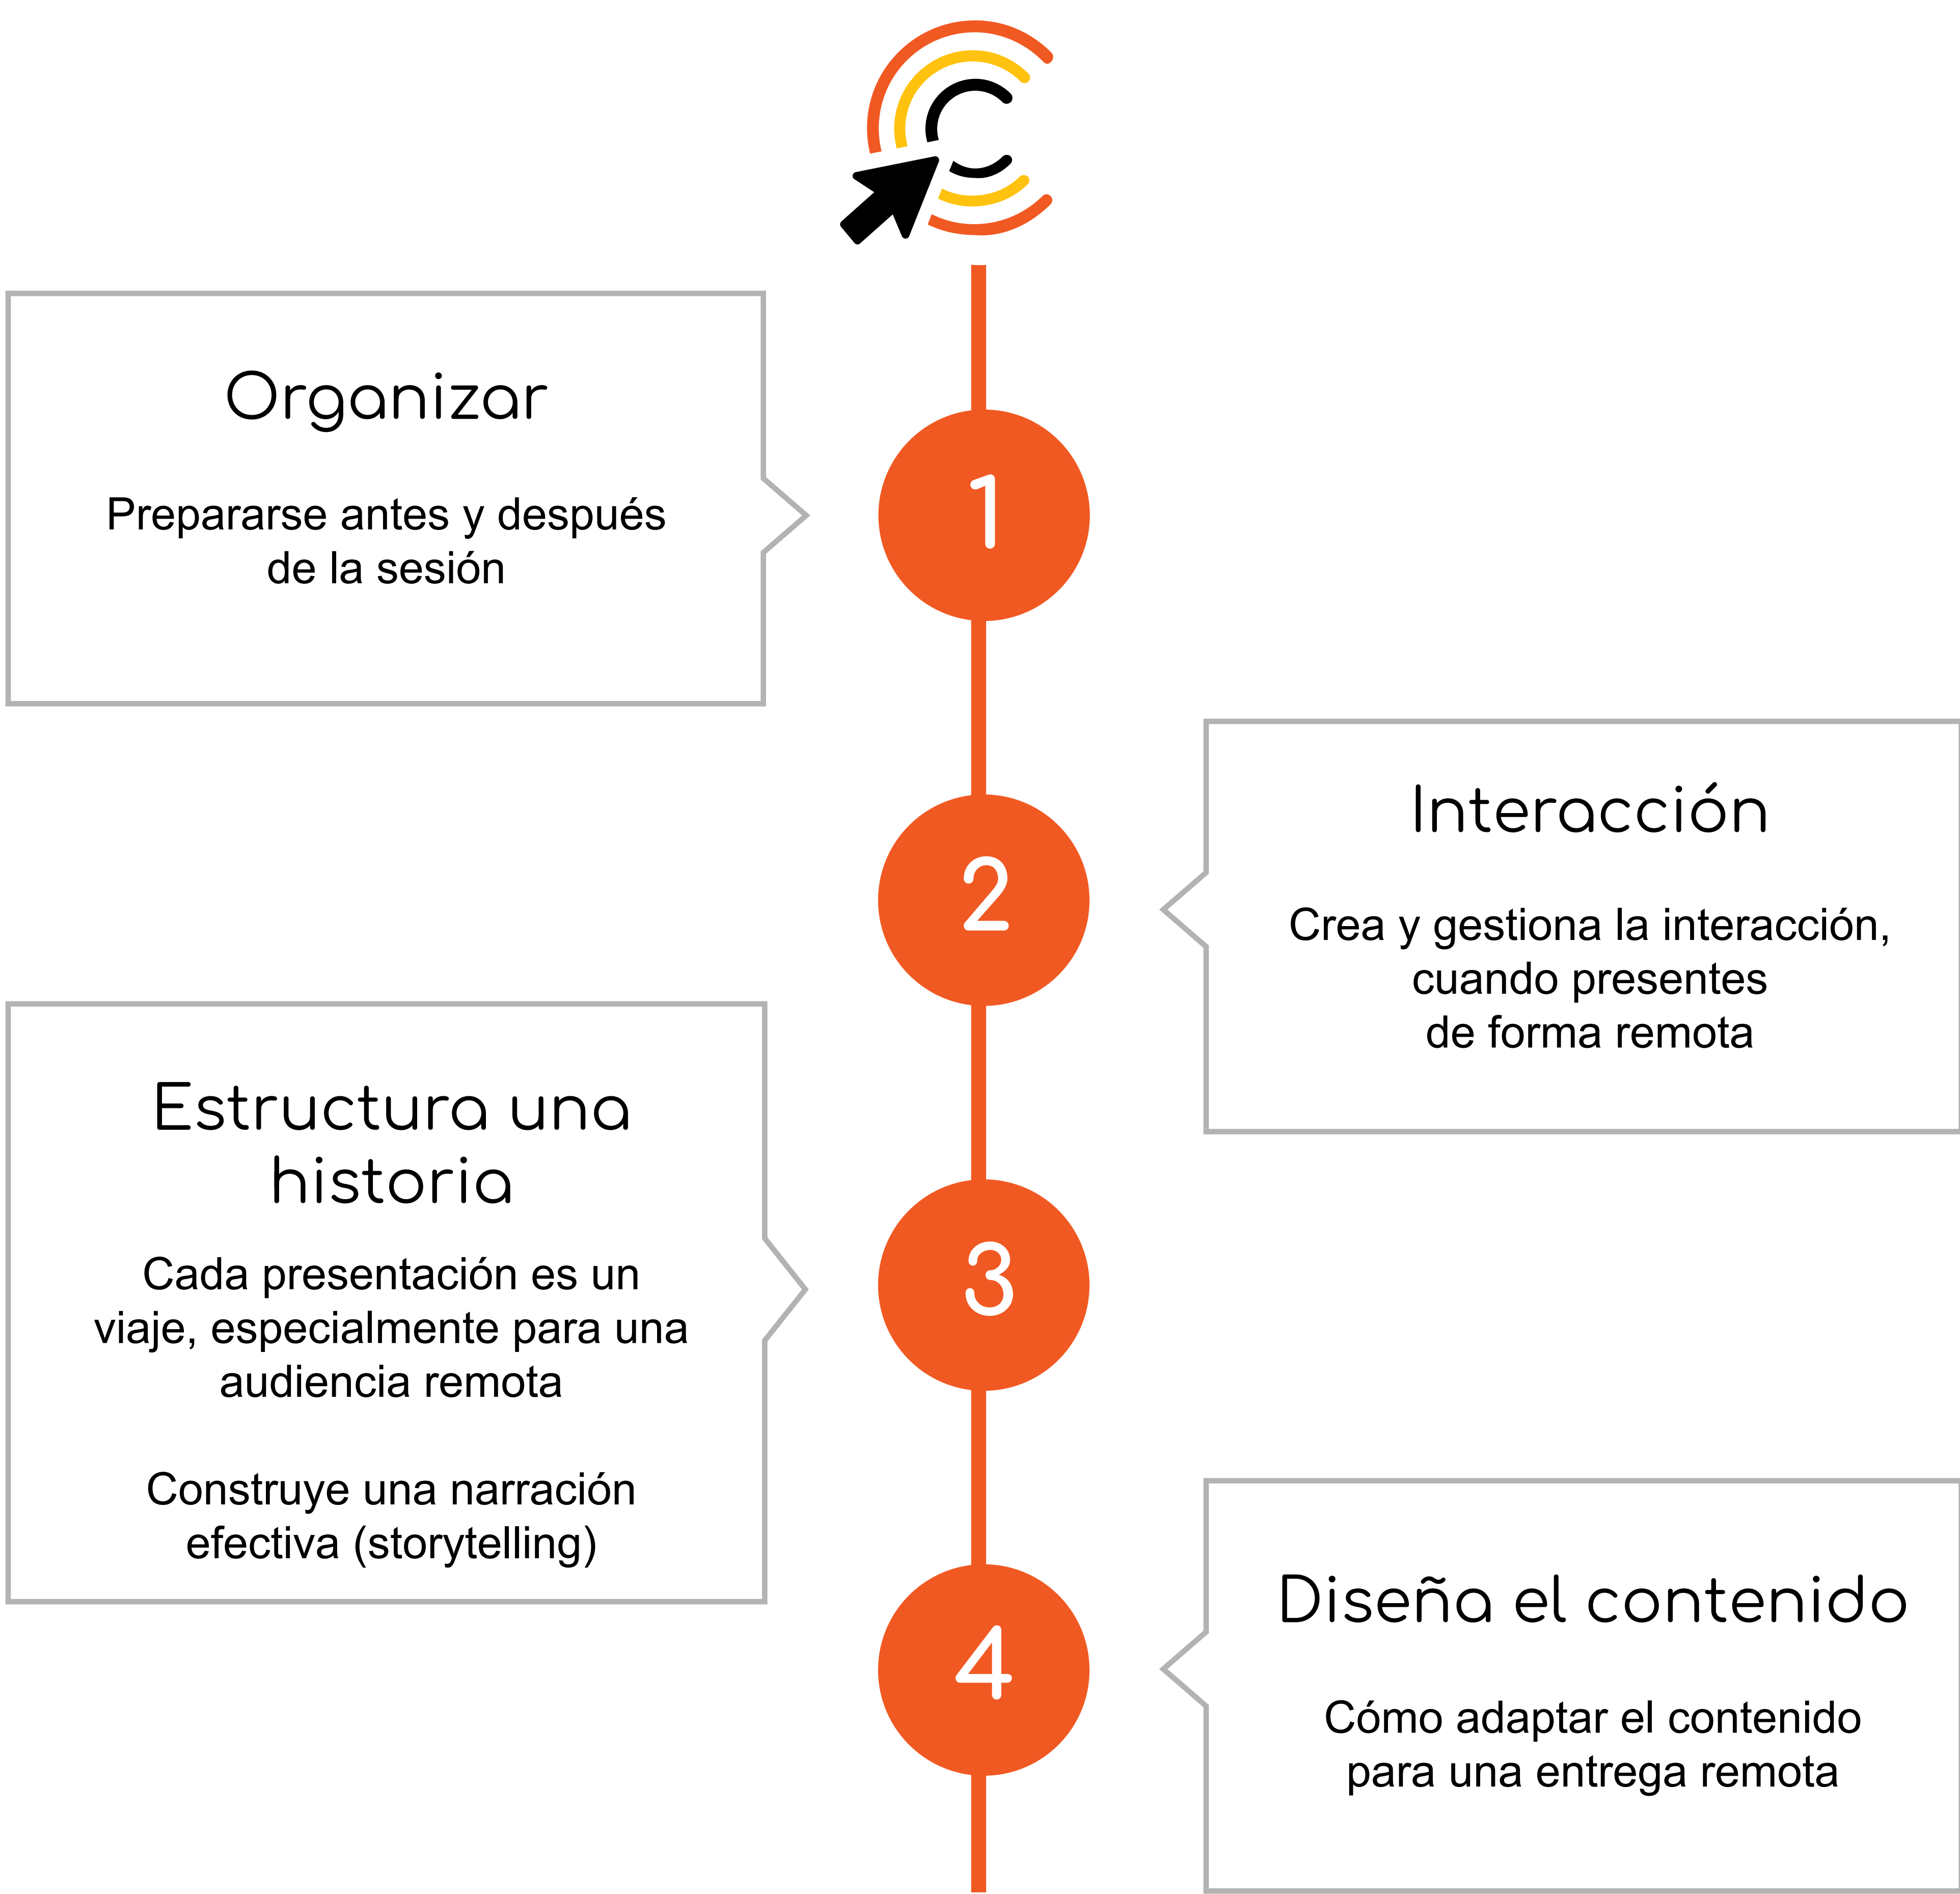 Organizar
Prepararse antes y después
de la sesión
1
2
Interacción
Crea y gestiona la interacción,
cuando presentes
de forma remota
Estructura una
historia
Cada presentación es un
viaje, especialmente para una
audiencia remota
Construye una narración
efectiva (storytelling)
3
4
Diseña el contenido
Cómo adaptar el contenido
para una entrega remota